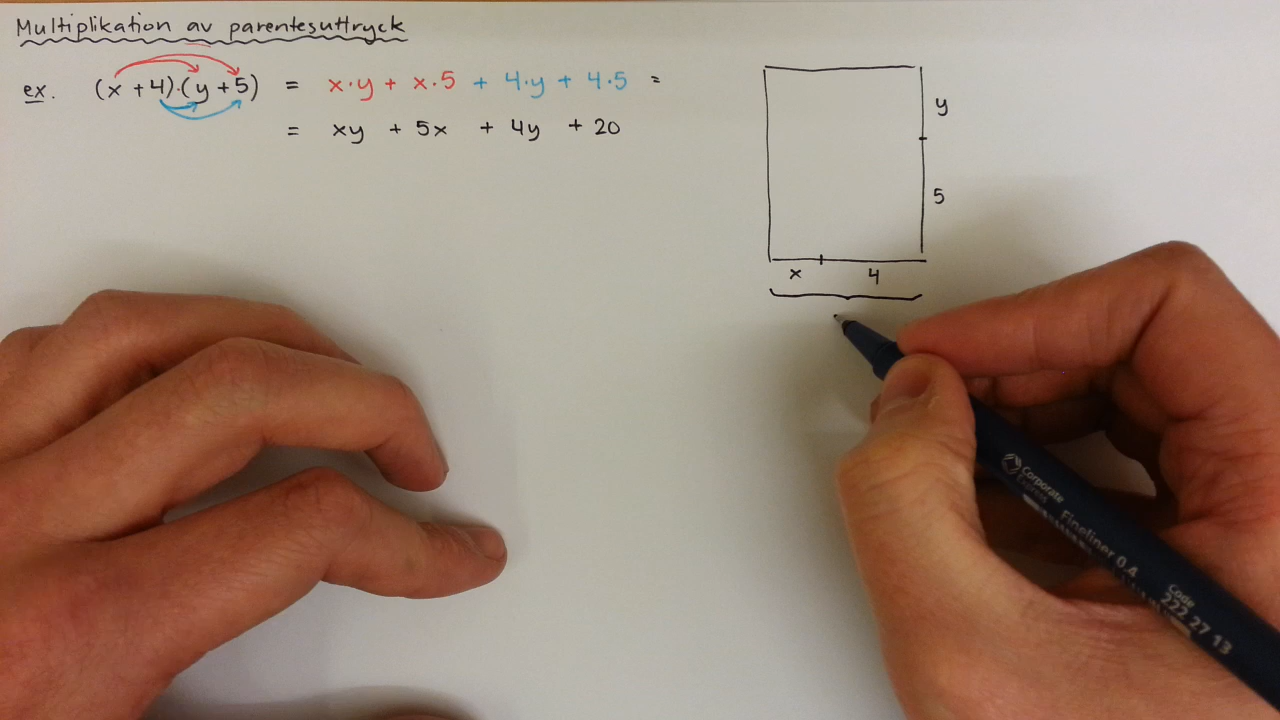 Multiplikation av parentesuttryck
ex. (x + 4)·(y + 5) = x·y + x·5 + 4·y + 4·5 =
= xy + 5x + 4y + 20
y
5
x 4
Corporate
Express
Fineliner 0.4
Code
222 27 13